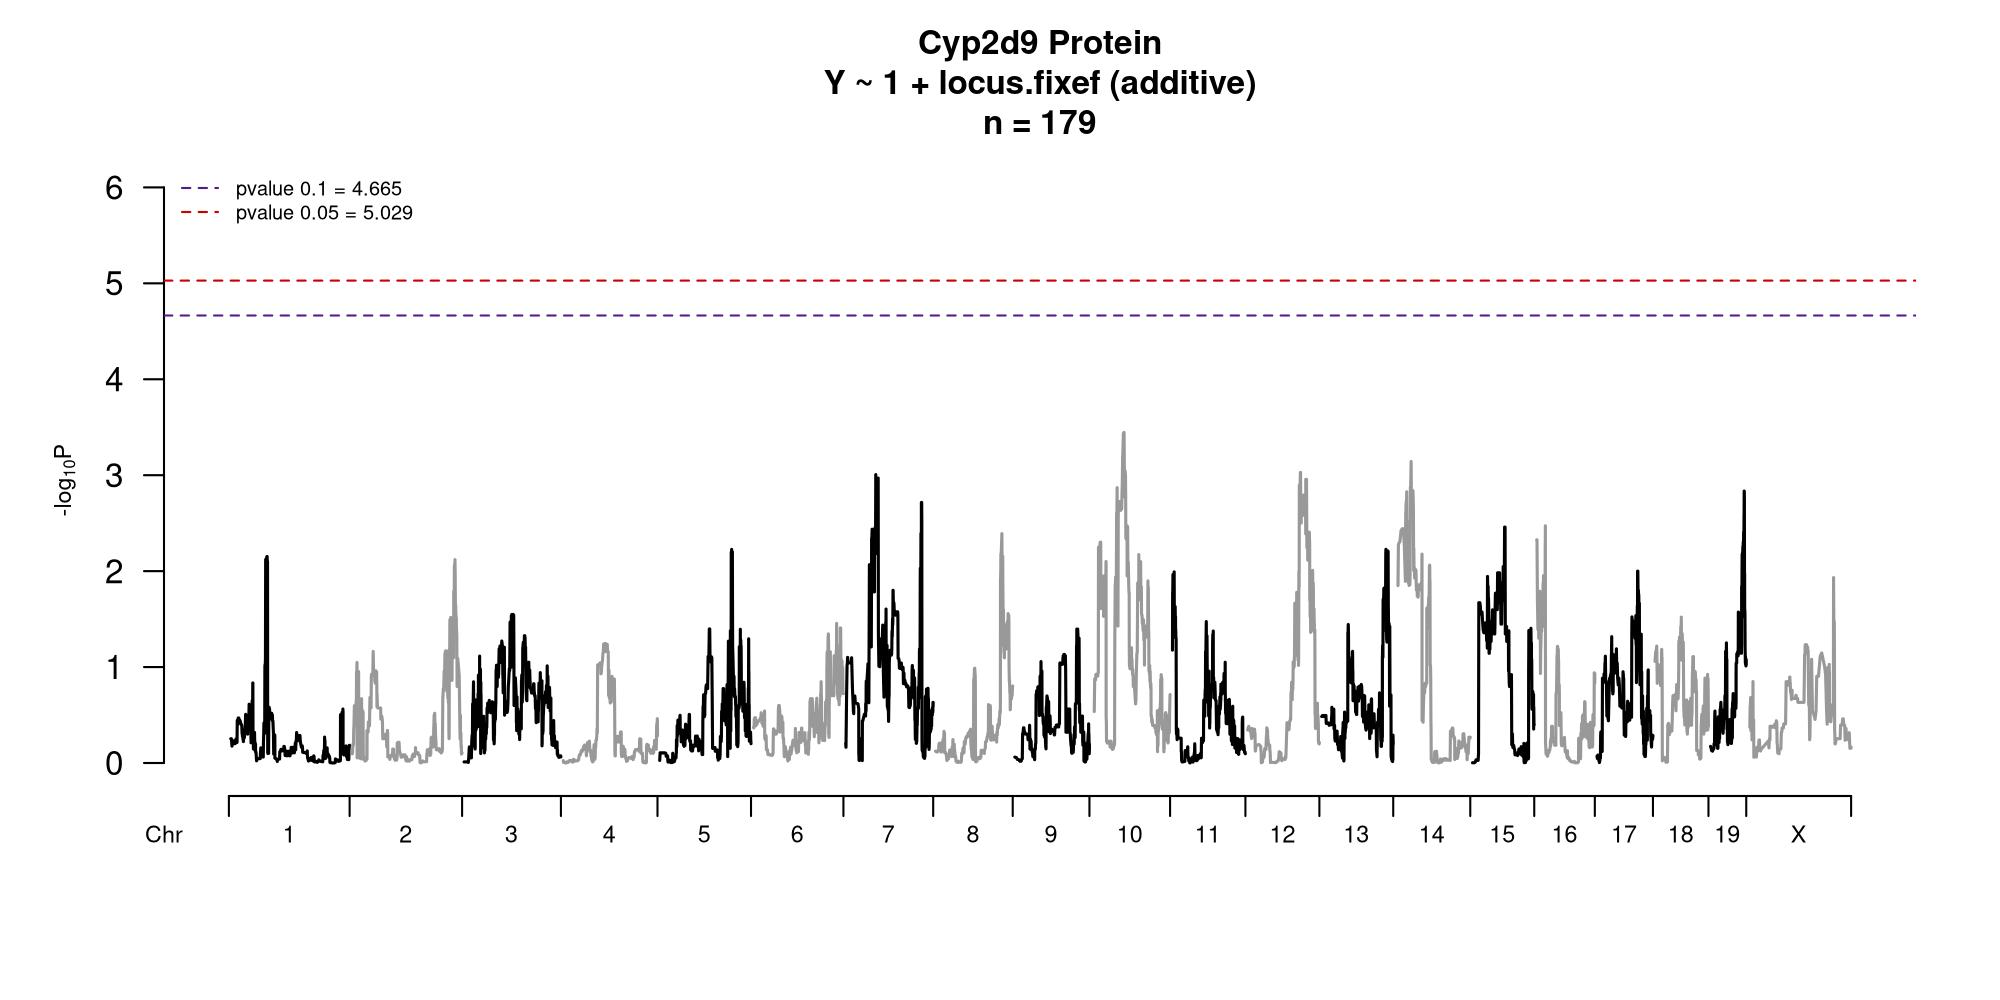 Cyp2d9 Protein
Y ~ 1 + locus.fixef (additive)
n = 179
pvalue 0.1 = 4.665
pvalue 0.05 = 5.029
6
5
4
3
2
1
0
-log10P
Chr 1 2 3 4 5 6 7 8 9 10 11 12 13 14 15 16 17 18 19 X